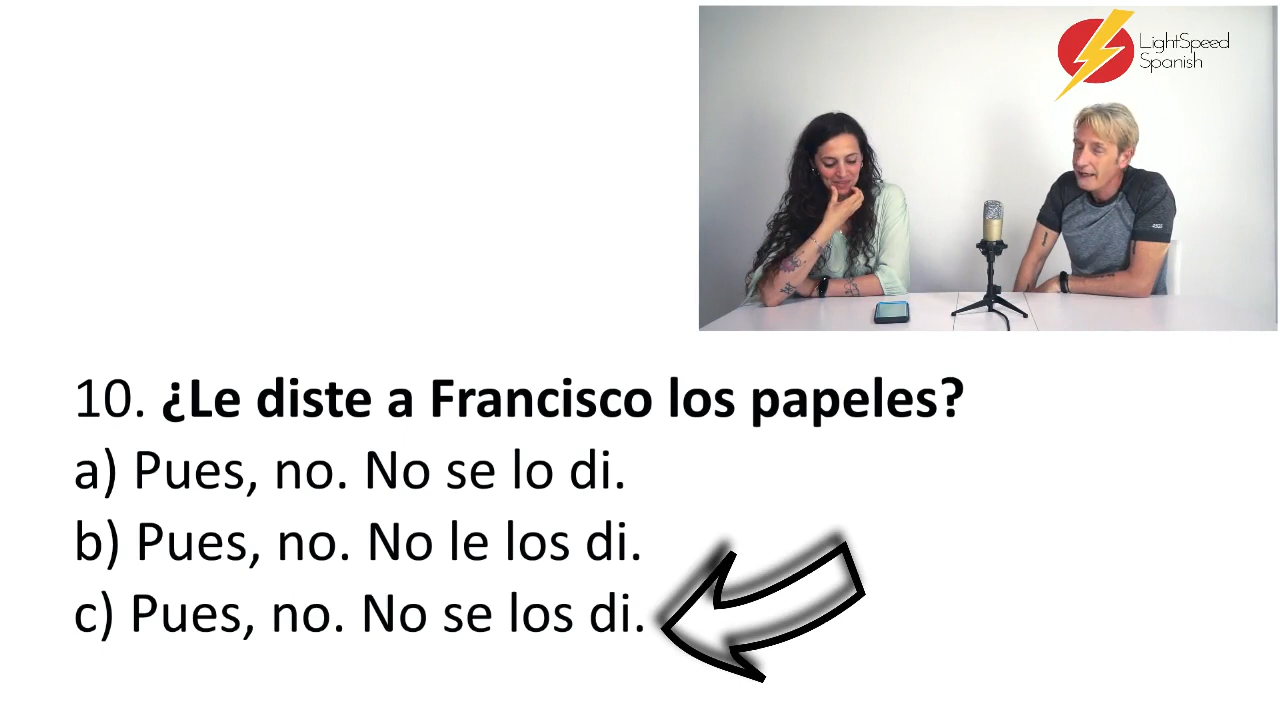 LightSpeed
Spanish
10. ¿Le diste a Francisco los papeles?
a) Pues, no. No se lo di.
b) Pues, no. No le los di.
c) Pues, no. No se los di.